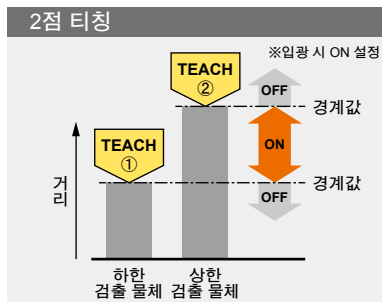 2점 티칭
※입광 시 ON 설정
TEACH
②
OFF
경계값
TEACH
①
ON
경계값
OFF
거리
하한
검출 물체
상한
검출 물체